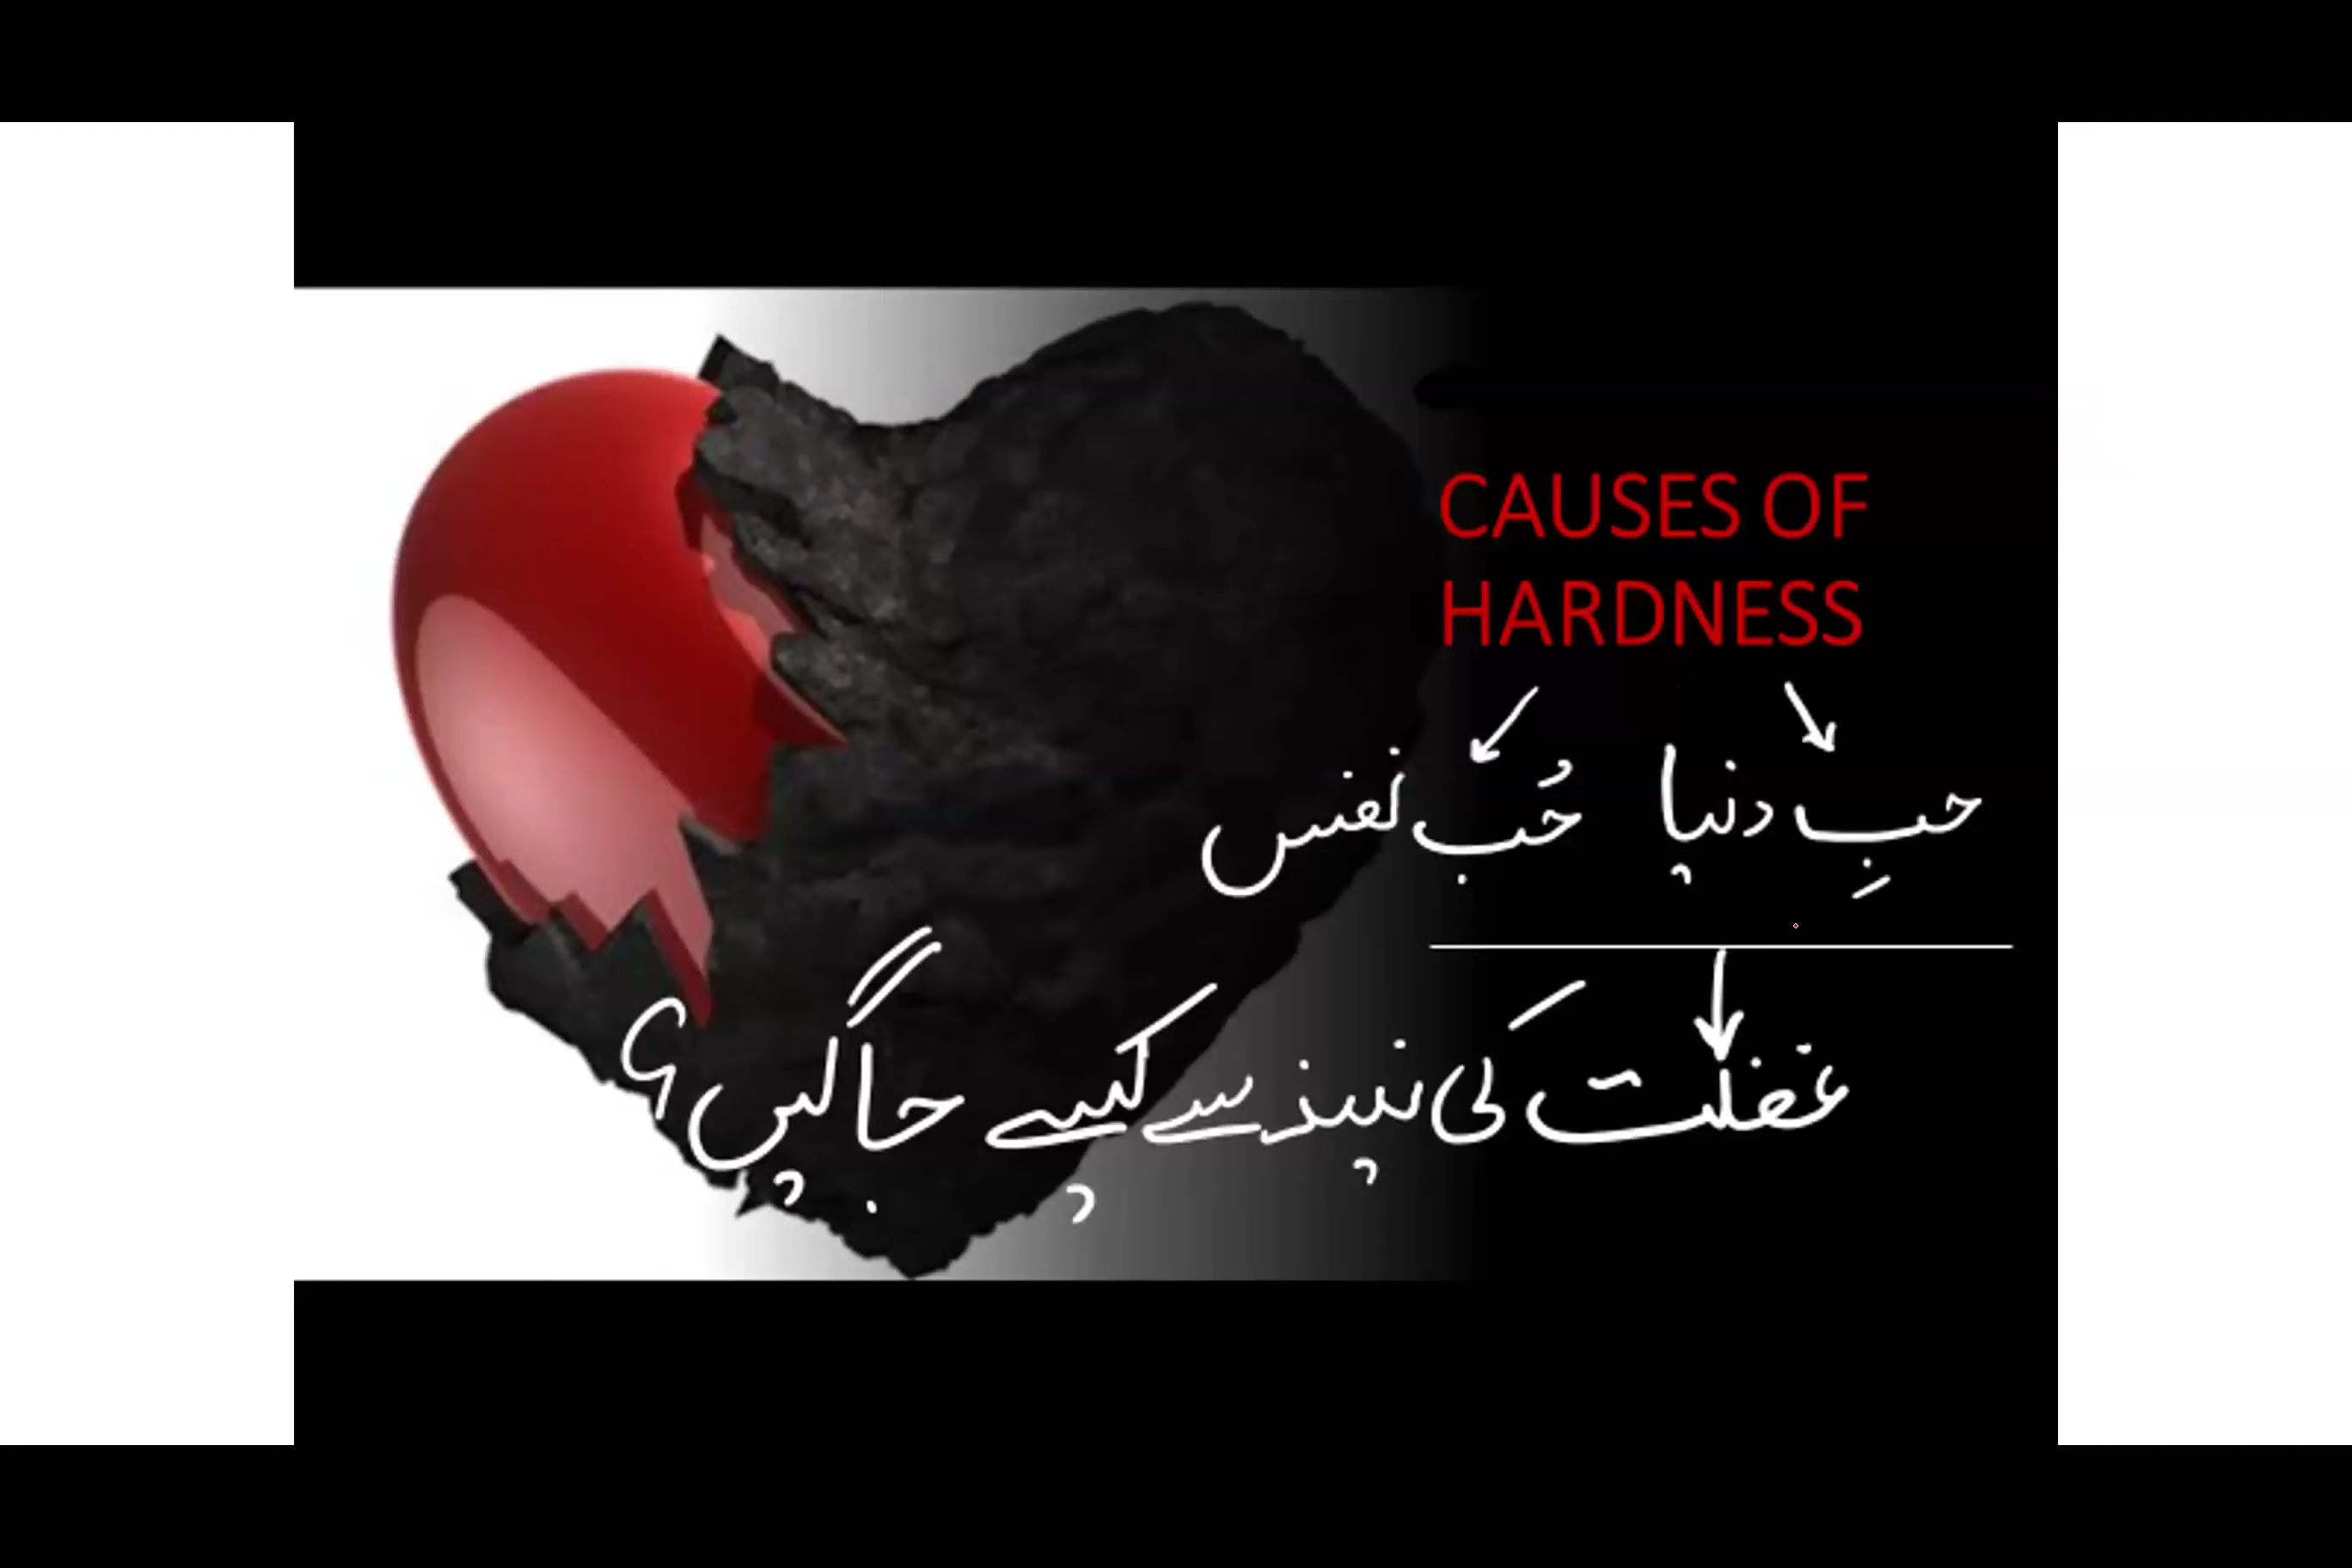 CAUSES OF
HARDNESS
حبِ دنیا حُب نفس
غفلت کی نیند سے کیسے جاگیں؟